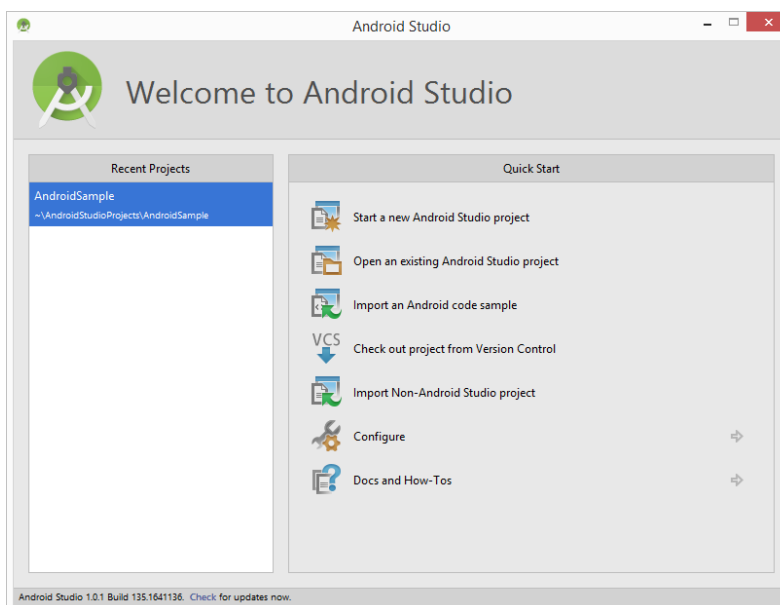 Android Studio
Welcome to Android Studio
Recent Projects
AndroidSample
~\AndroidStudioProjects\AndroidSample
Quick Start
Start a new Android Studio project
Open an existing Android Studio project
Import an Android code sample
VCS
Check out project from Version Control
Import Non-Android Studio project
Configure
Docs and How-Tos
Android Studio 1.0.1 Build 135.1641136. Check for updates now.